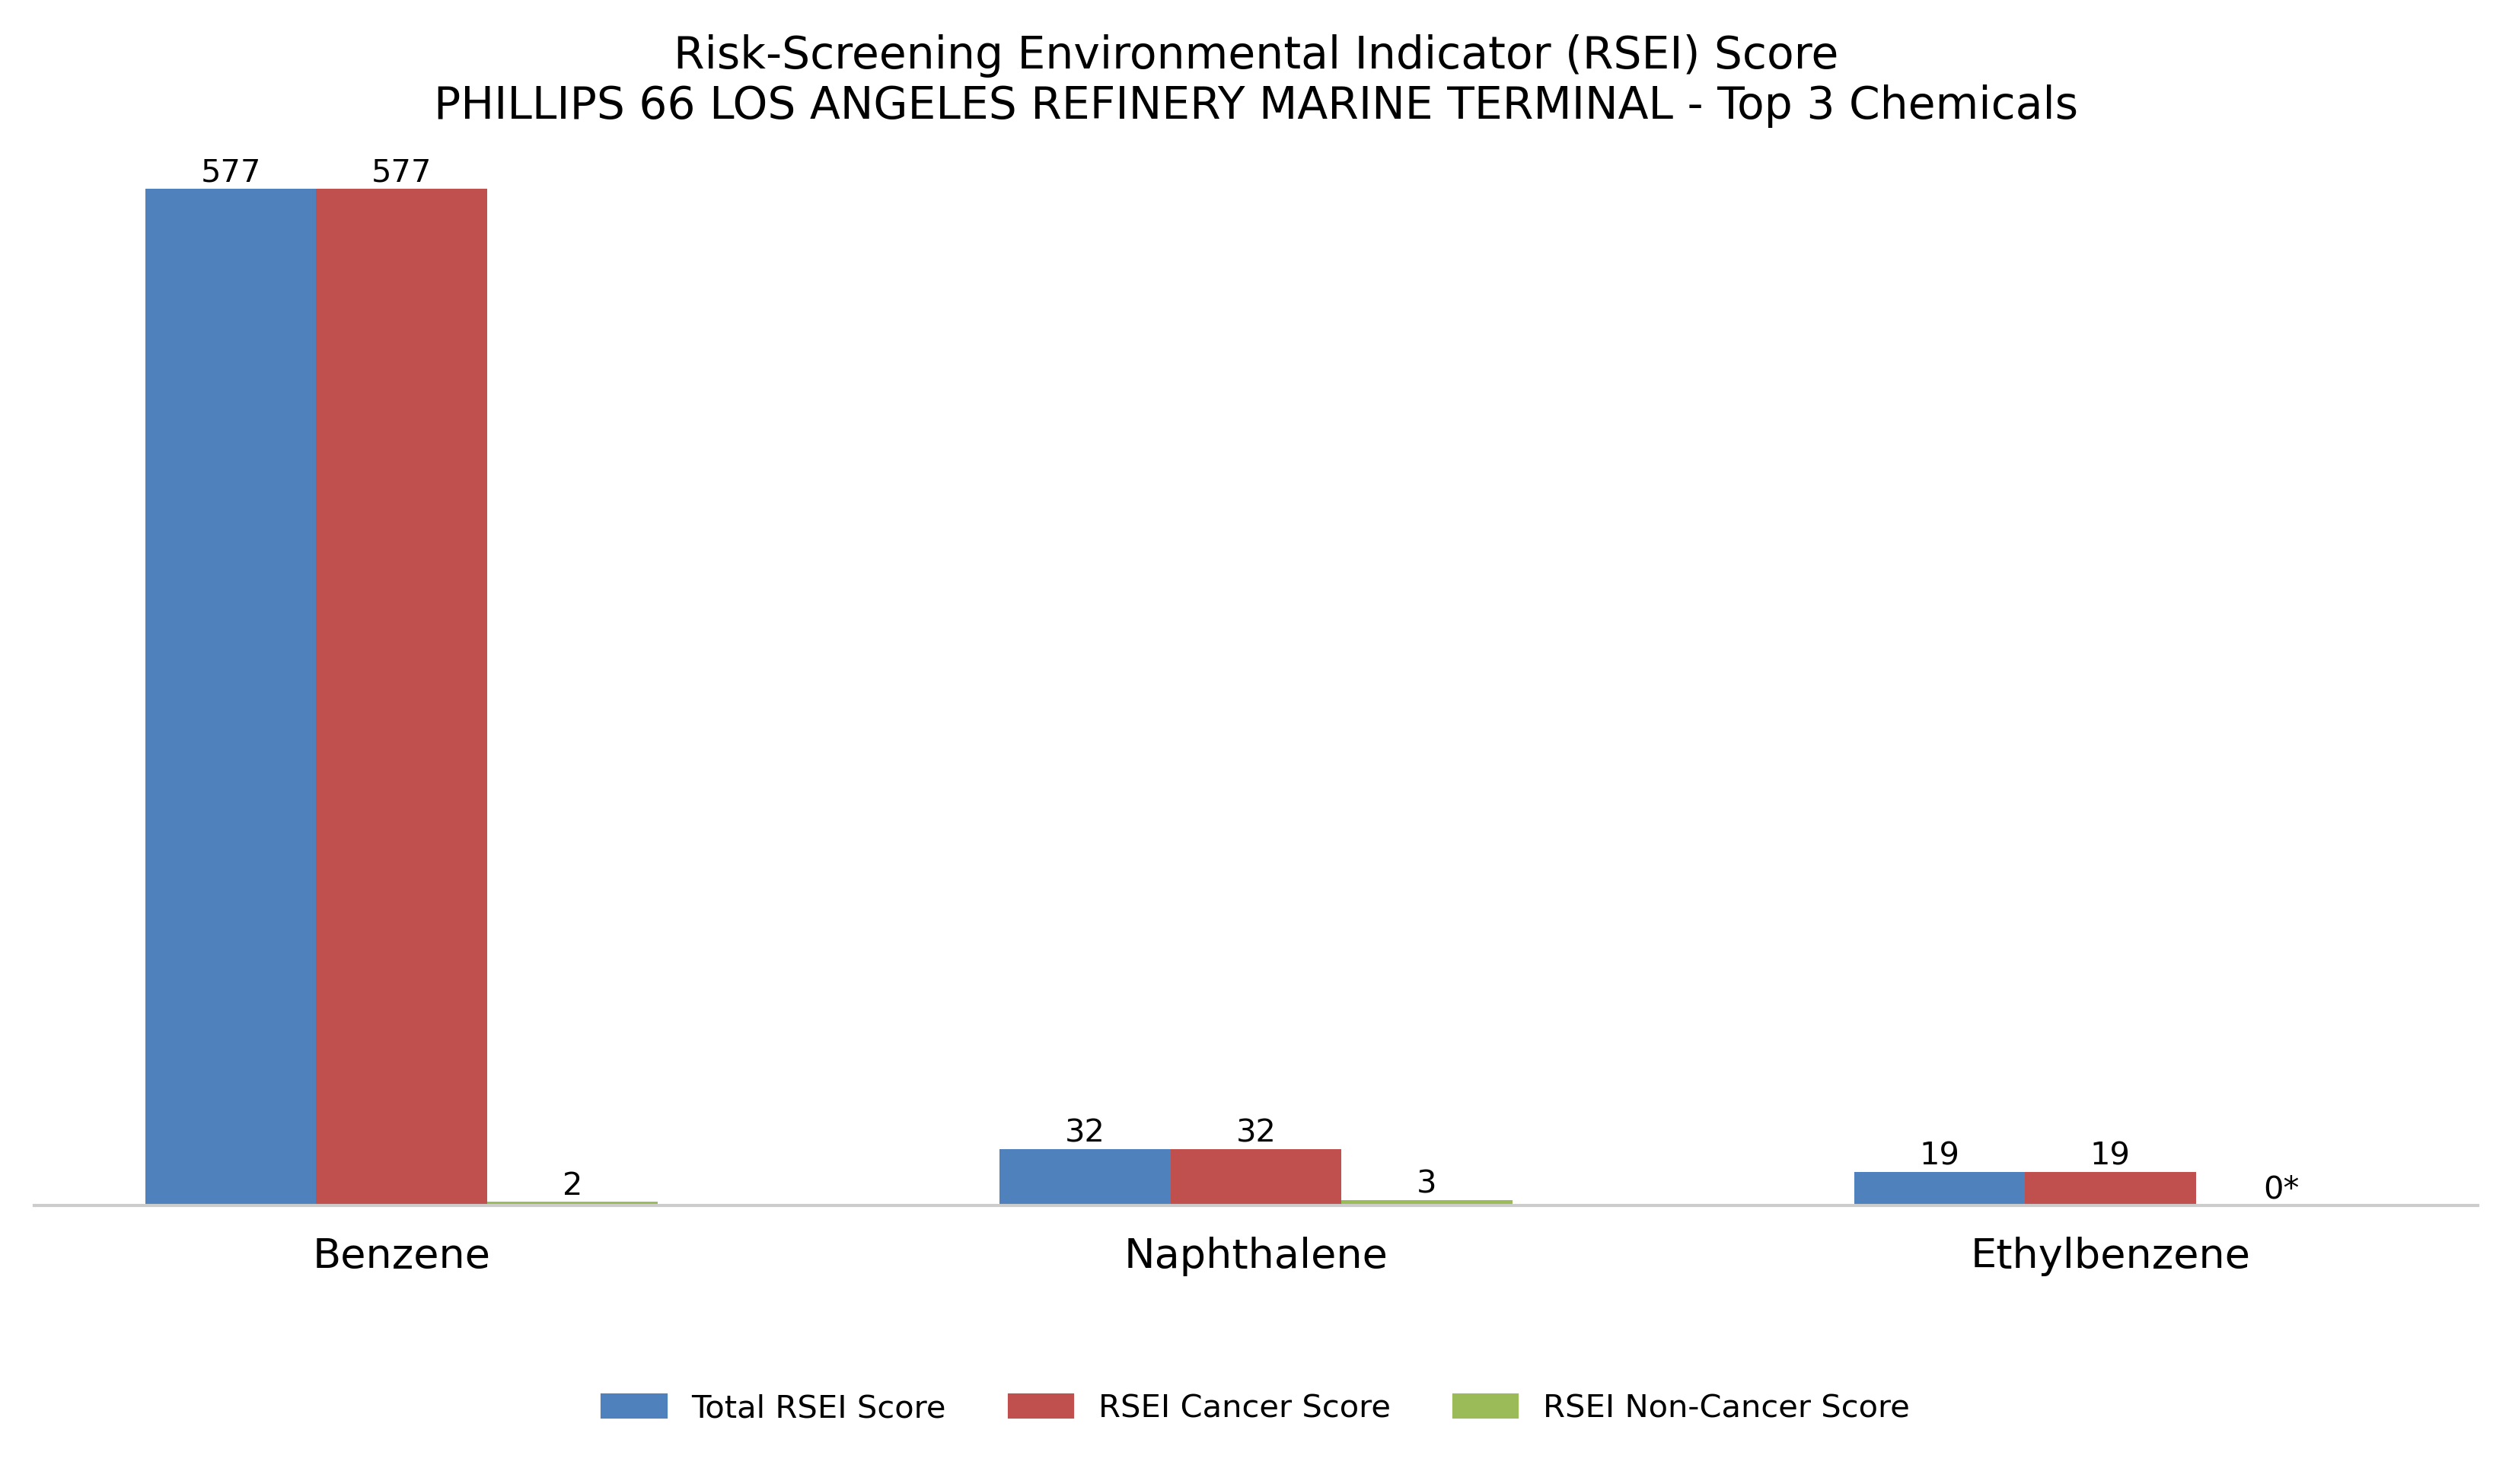 Risk-Screening Environmental Indicator (RSEI) Score
PHILLIPS 66 LOS ANGELES REFINERY MARINE TERMINAL - Top 3 Chemicals
577
577
2
32
32
3
19
19
0*
Benzene
Naphthalene
Ethylbenzene
Total RSEI Score
RSEI Cancer Score
RSEI Non-Cancer Score